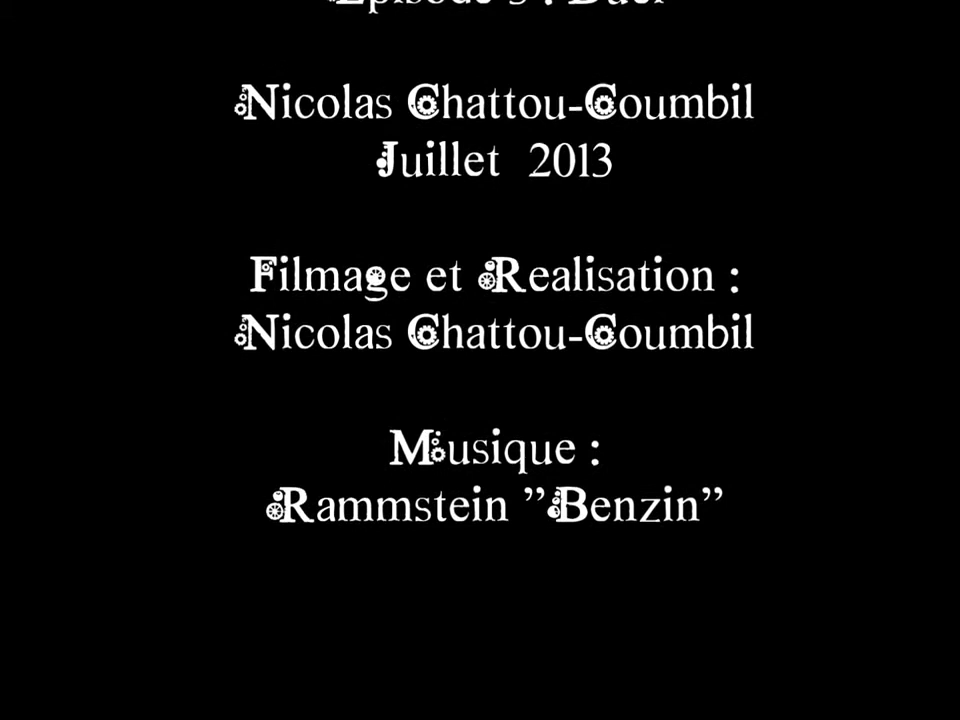 Nicolas Chattou-Coumbil
Juillet 2013
Filmage et Realisation :
Nicolas Chattou-Coumbil
Musique :
Rammstein "Benzin"